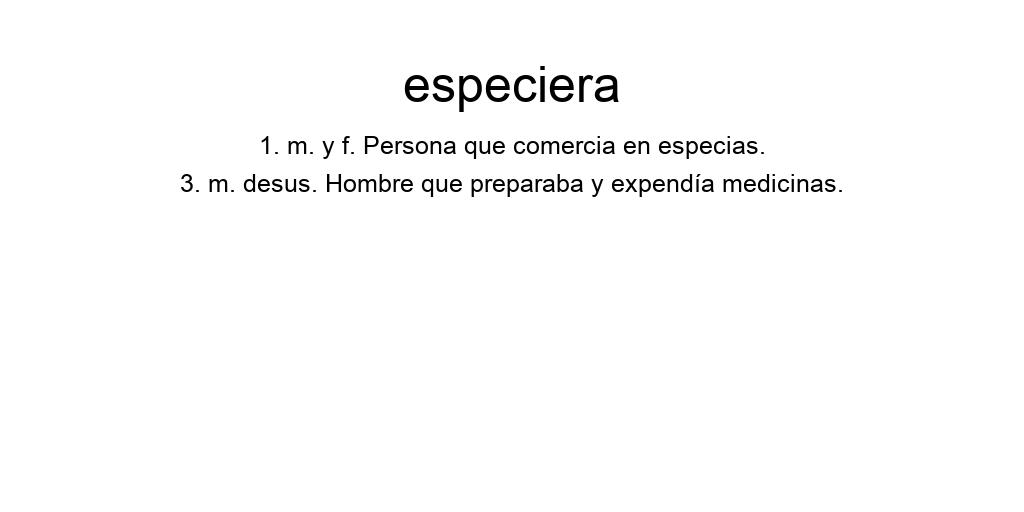 especiera
1. m. y f. Persona que comercia en especias.
3. m. desus. Hombre que preparaba y expendía medicinas.